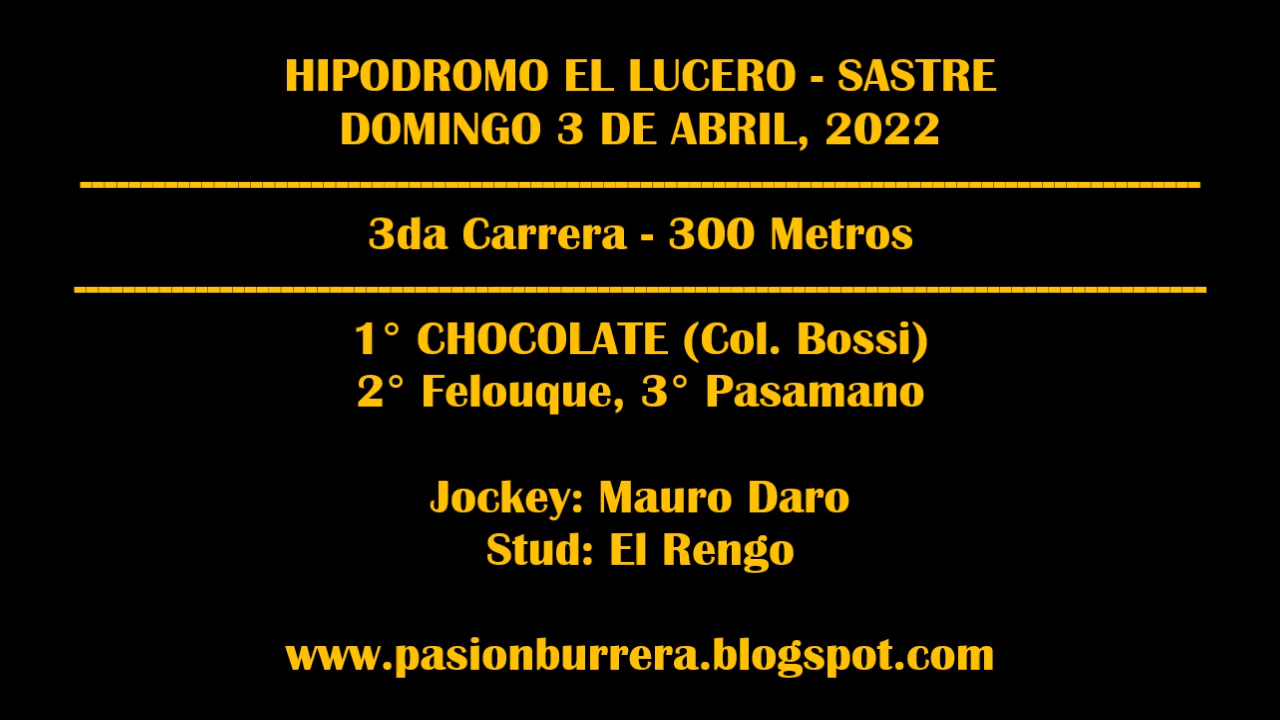 HIPODROMO EL LUCERO - SASTRE
DOMINGO 3 DE ABRIL, 2022
3da Carrera - 300 Metros
1° CHOCOLATE (Col. Bossi)
2° Felouque, 3° Pasamano
Jockey: Mauro Daro
Stud: El Rengo
www.pasionburrera.blogspot.com